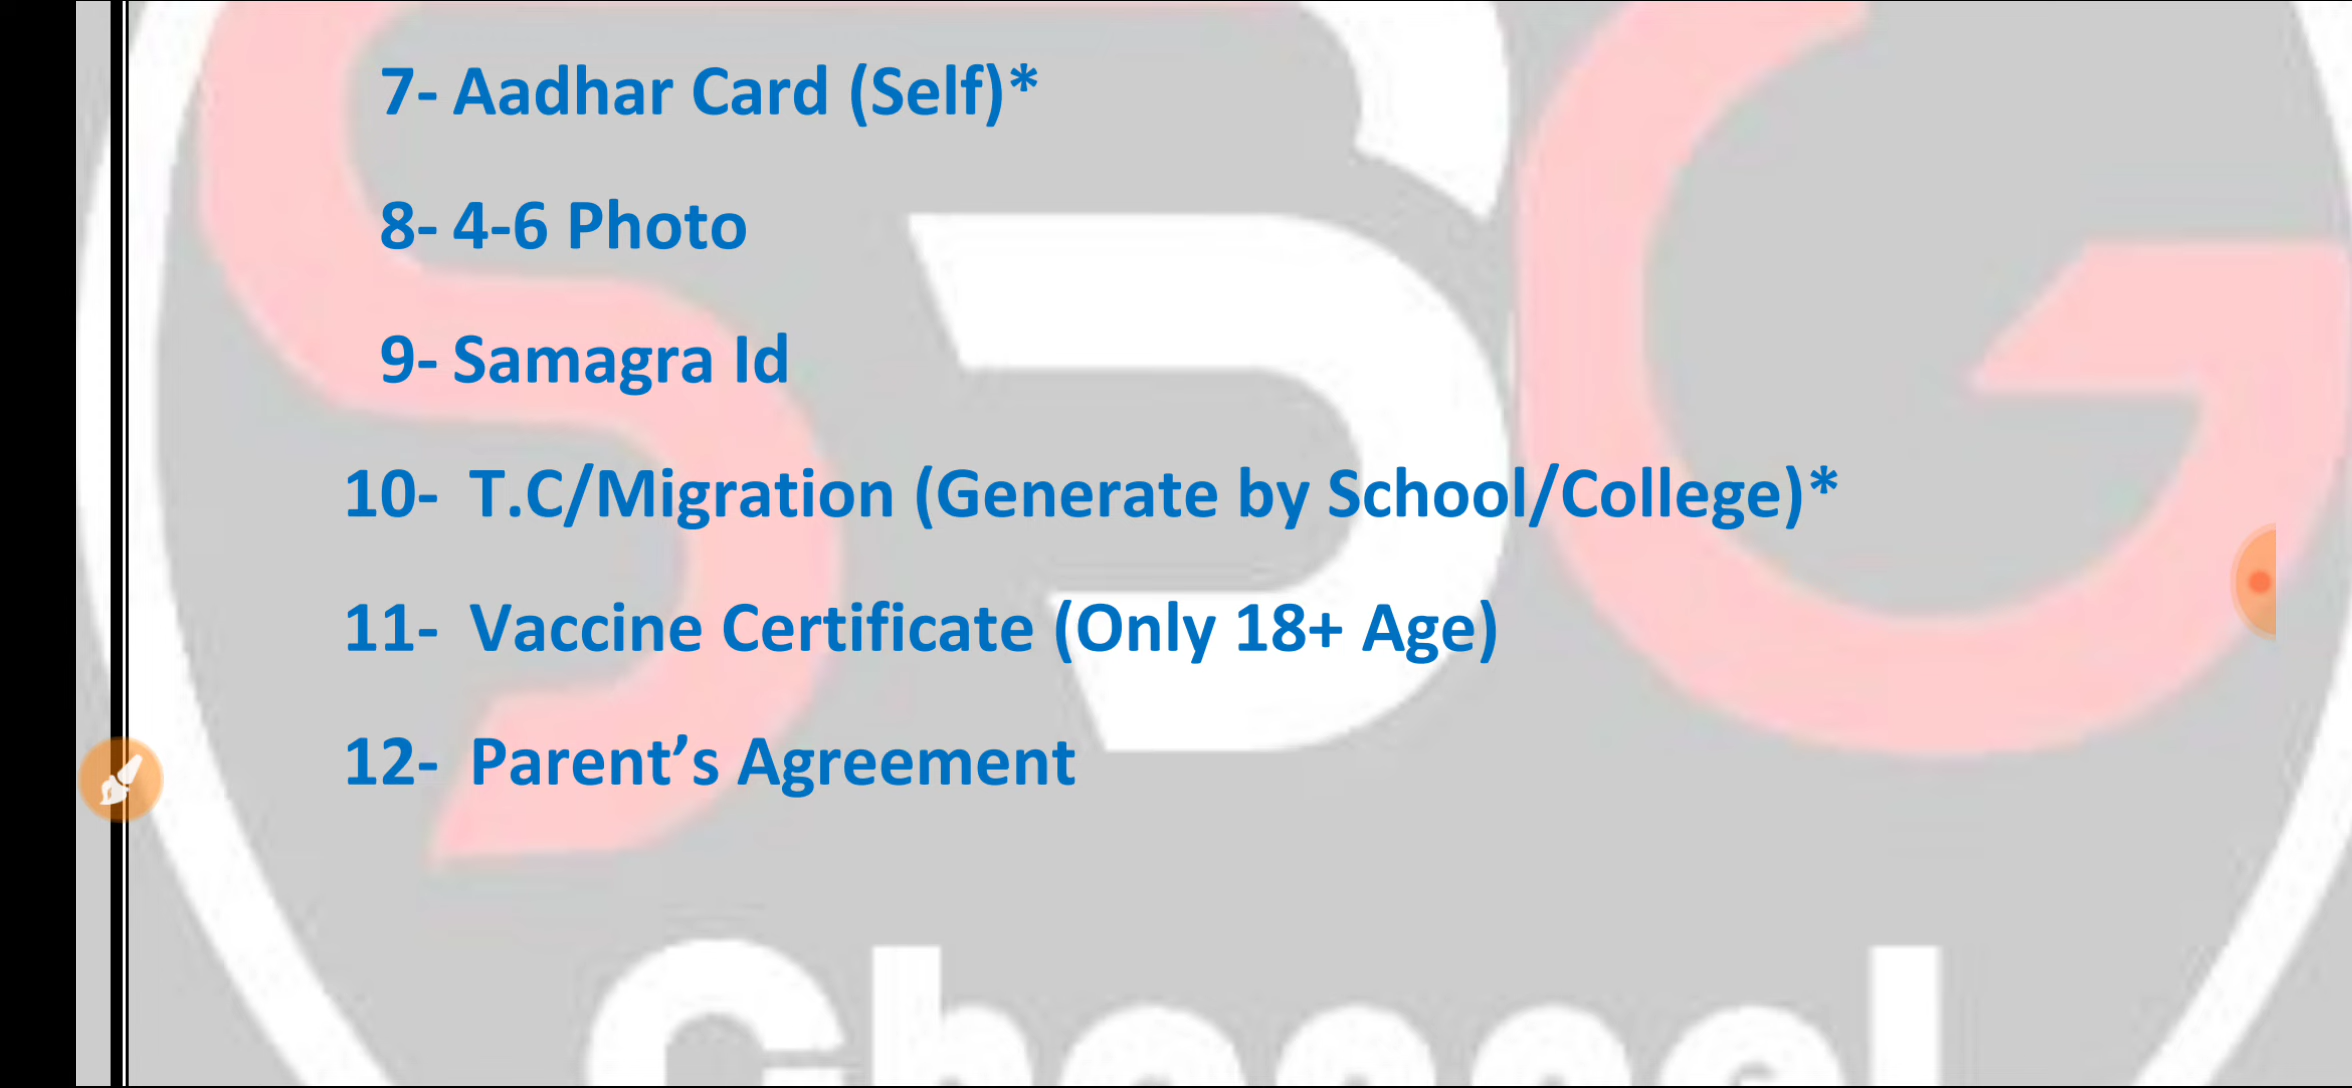 7- Aadhar Card (Self)*
8- 4-6 Photo
9- Samagra Id
10- T.C/Migration (Generate by School/College)*
11- Vaccine Certificate (Only 18+ Age)
12- Parent’s Agreement
Channel